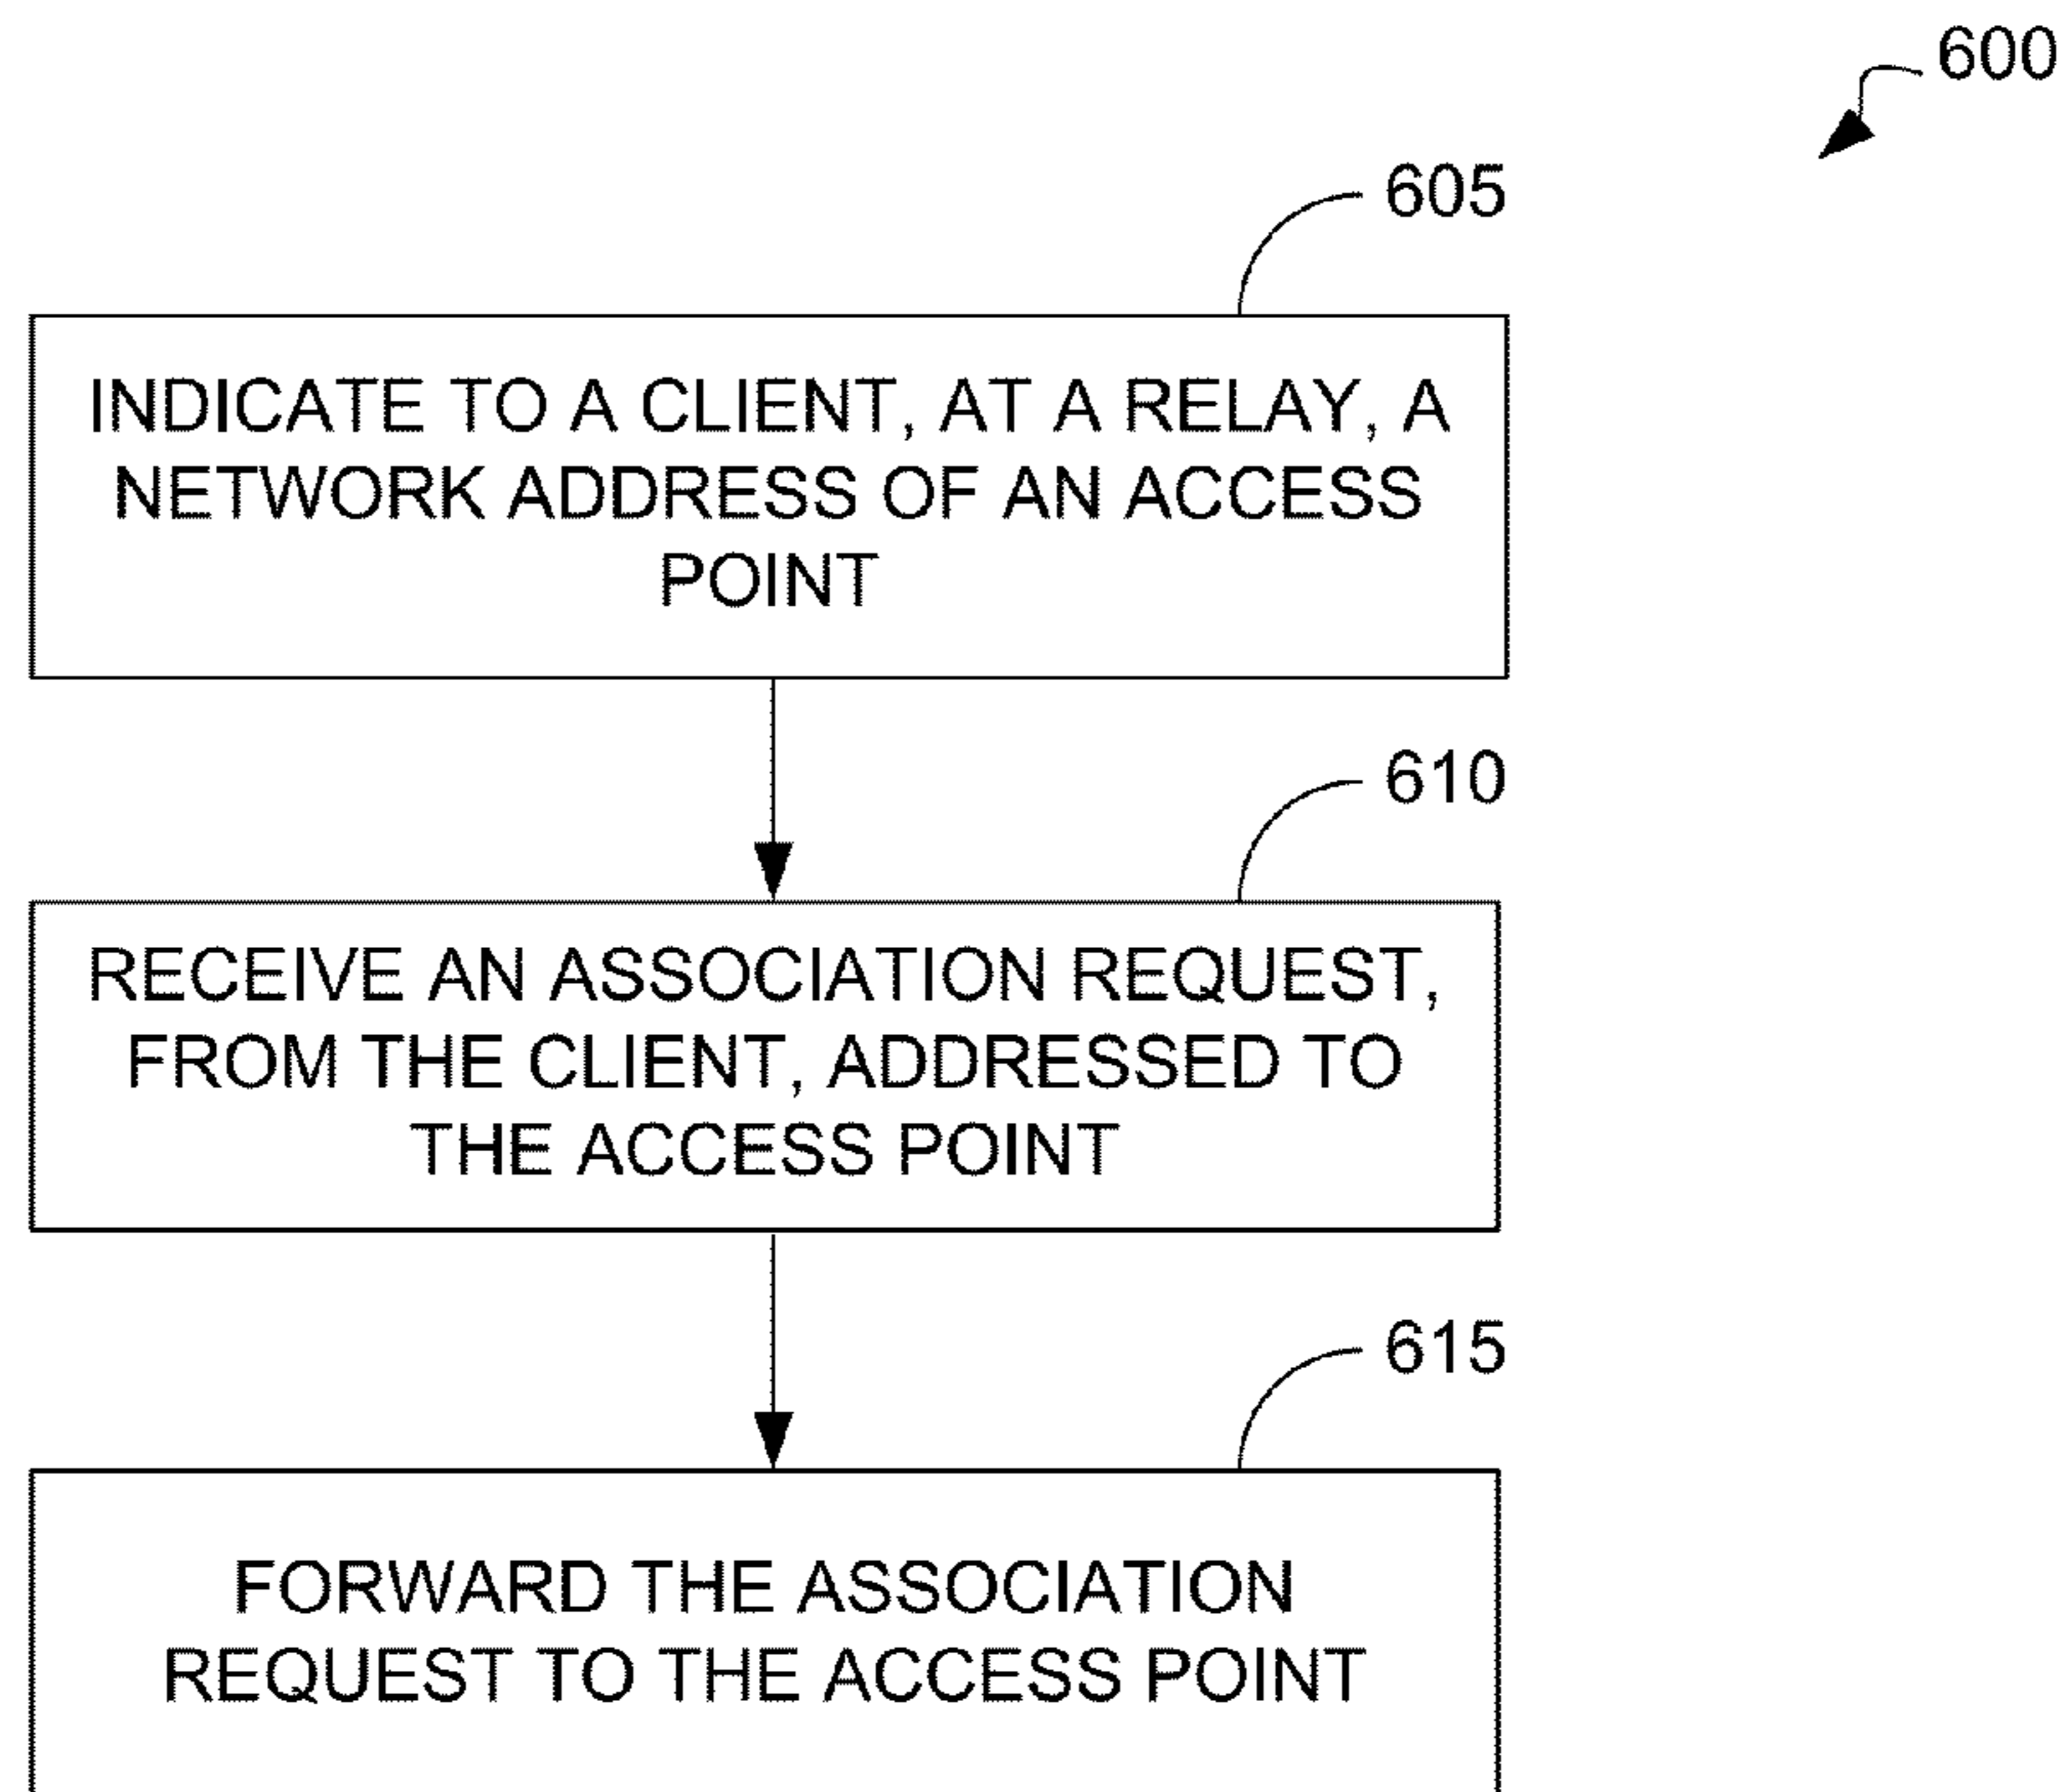 600
605
INDICATE TO A CLIENT, AT A RELAY, A
NETWORK ADDRESS OF AN ACCESS
POINT
610
RECEIVE AN ASSOCIATION REQUEST,
FROM THE CLIENT, ADDRESSED TO
THE ACCESS POINT
615
FORWARD THE ASSOCIATION
REQUEST TO THE ACCESS POINT